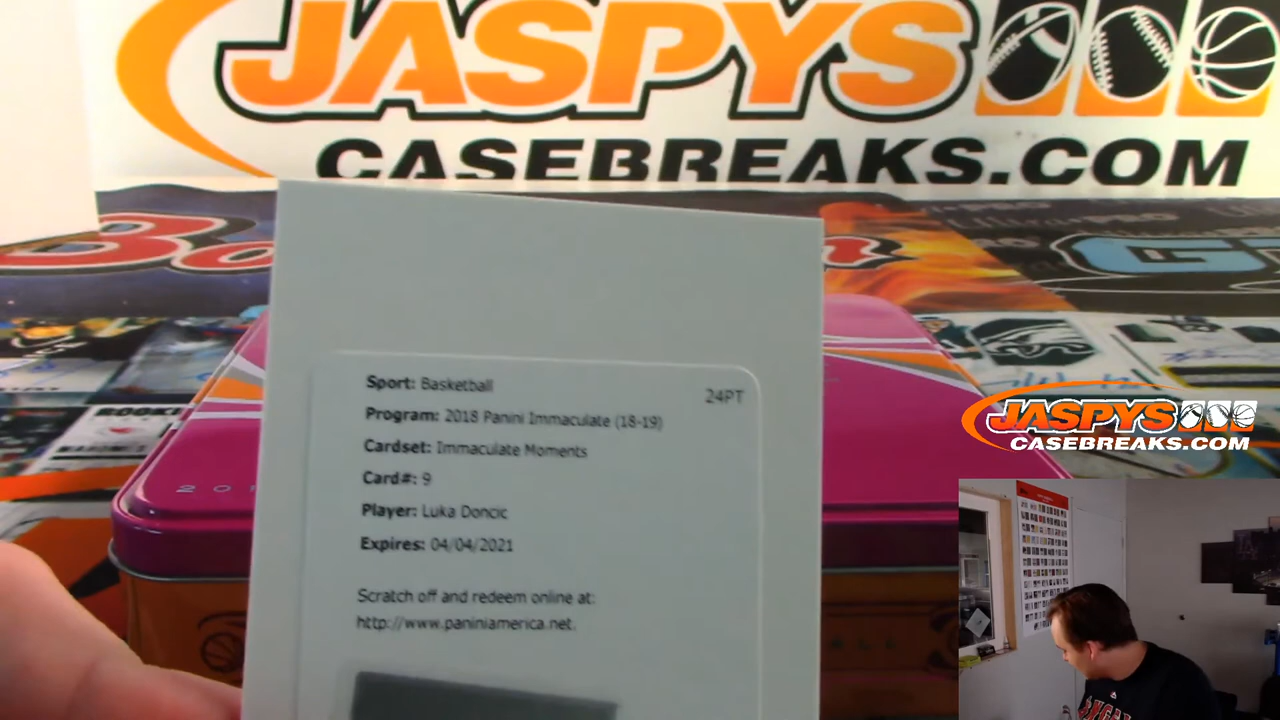 JASPYS
CASEBREAKS.COM
Sport: Basketball
24PT
Program: 2018 Panini Immaculate (18-19)
Cardset: Immaculate Moments
Card#: 9
Player: Luka Doncic
Expires: 04/04/2021
Scratch off and redeem online at:
http://www.paniniamerica.net.
JASPYS
CASEBREAKS.COM